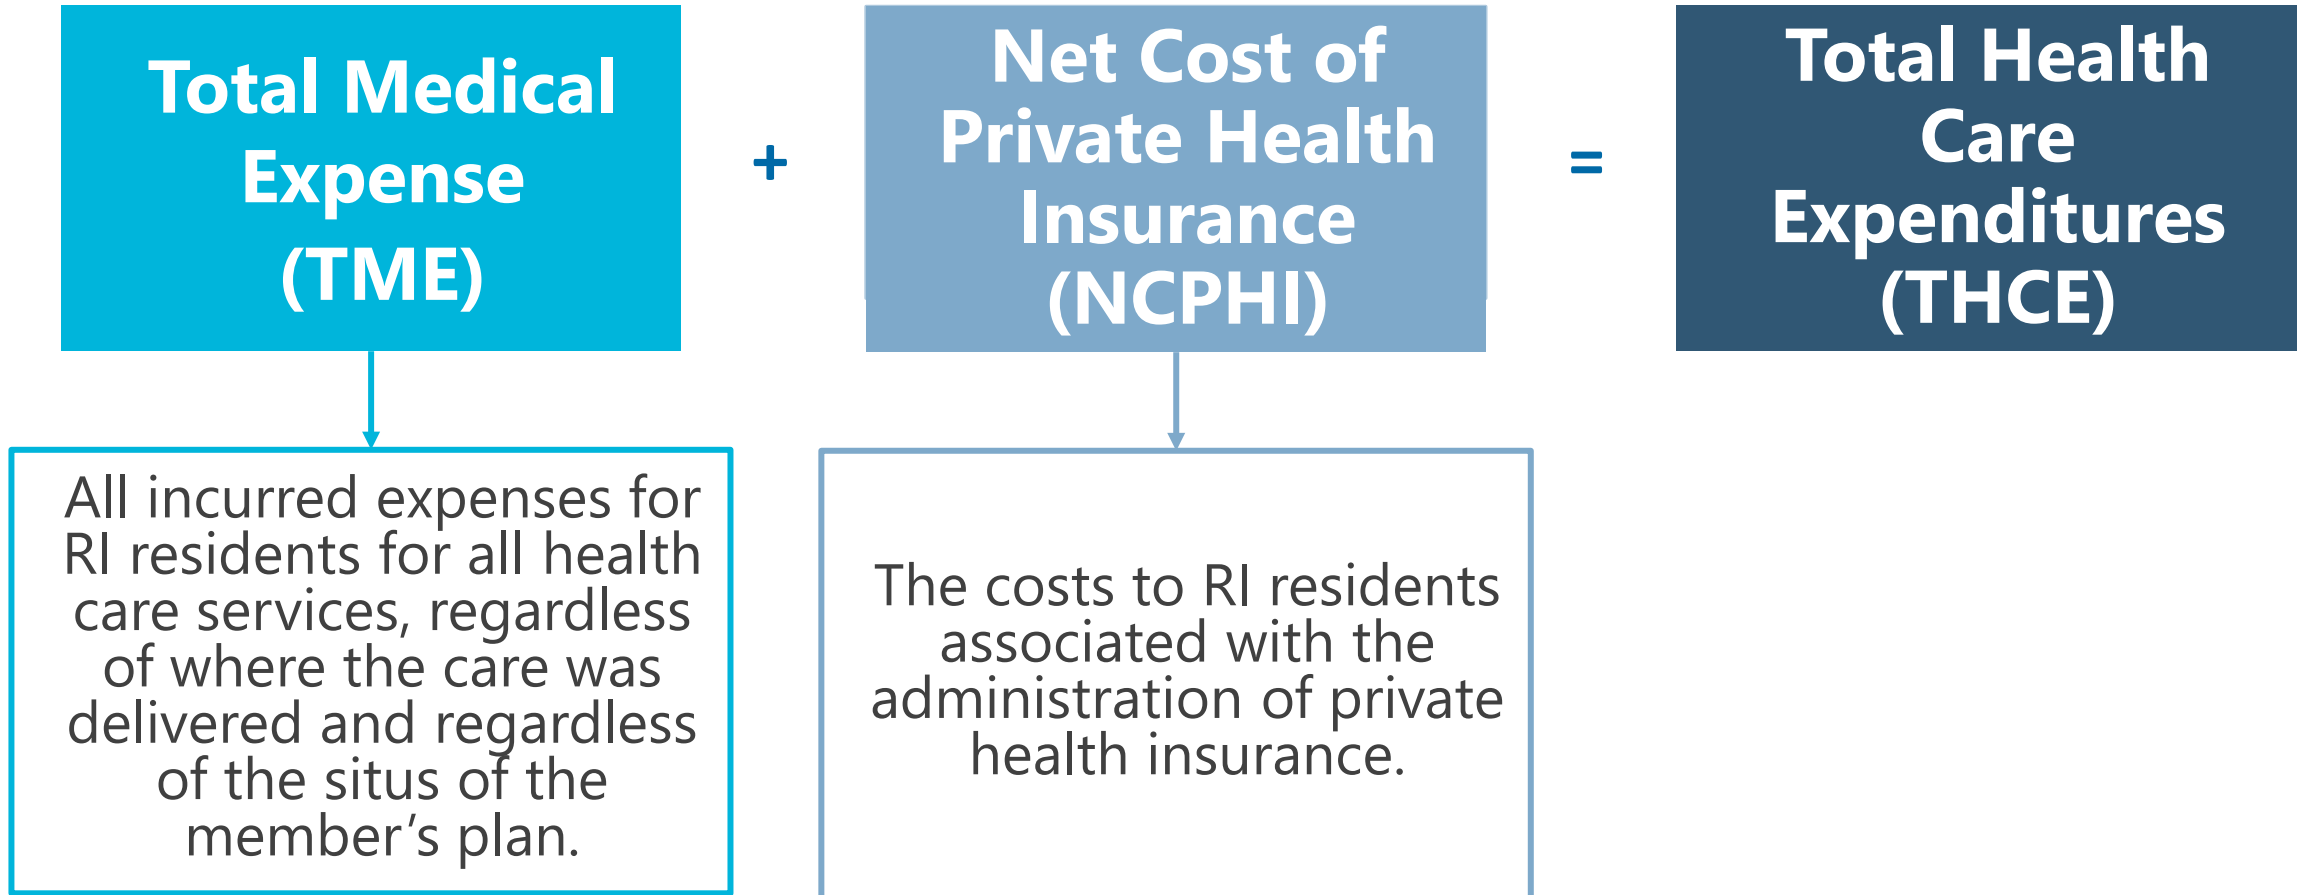 Total Medical
Expense
(TME)
+
Net Cost of
Private Health
Insurance
(NCPHI)
=
Total Health
Care
Expenditures
(THCE)
All incurred expenses for
RI residents for all health
care services, regardless
of where the care was
delivered and regardless
of the situs of the
member’s plan.
The costs to RI residents
associated with the
administration of private
health insurance.